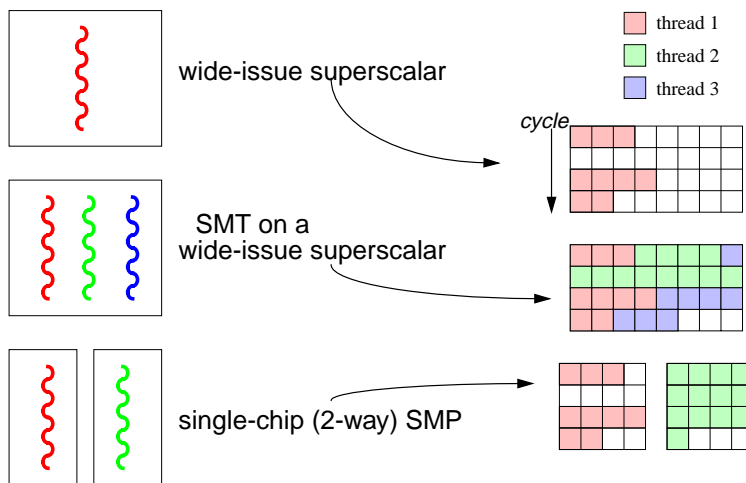 thread 1
thread 2
thread 3
wide-issue superscalar
cycle
SMT on a
wide-issue superscalar
single-chip (2-way) SMP